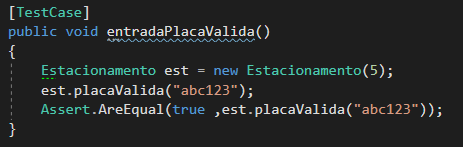 [TestCase]
public void entradaPlacaValida()
{
Estacionamento est = new Estacionamento(5);
est.placaValida("abc123");
Assert.AreEqual(true ,est.placaValida("abc123"));
}